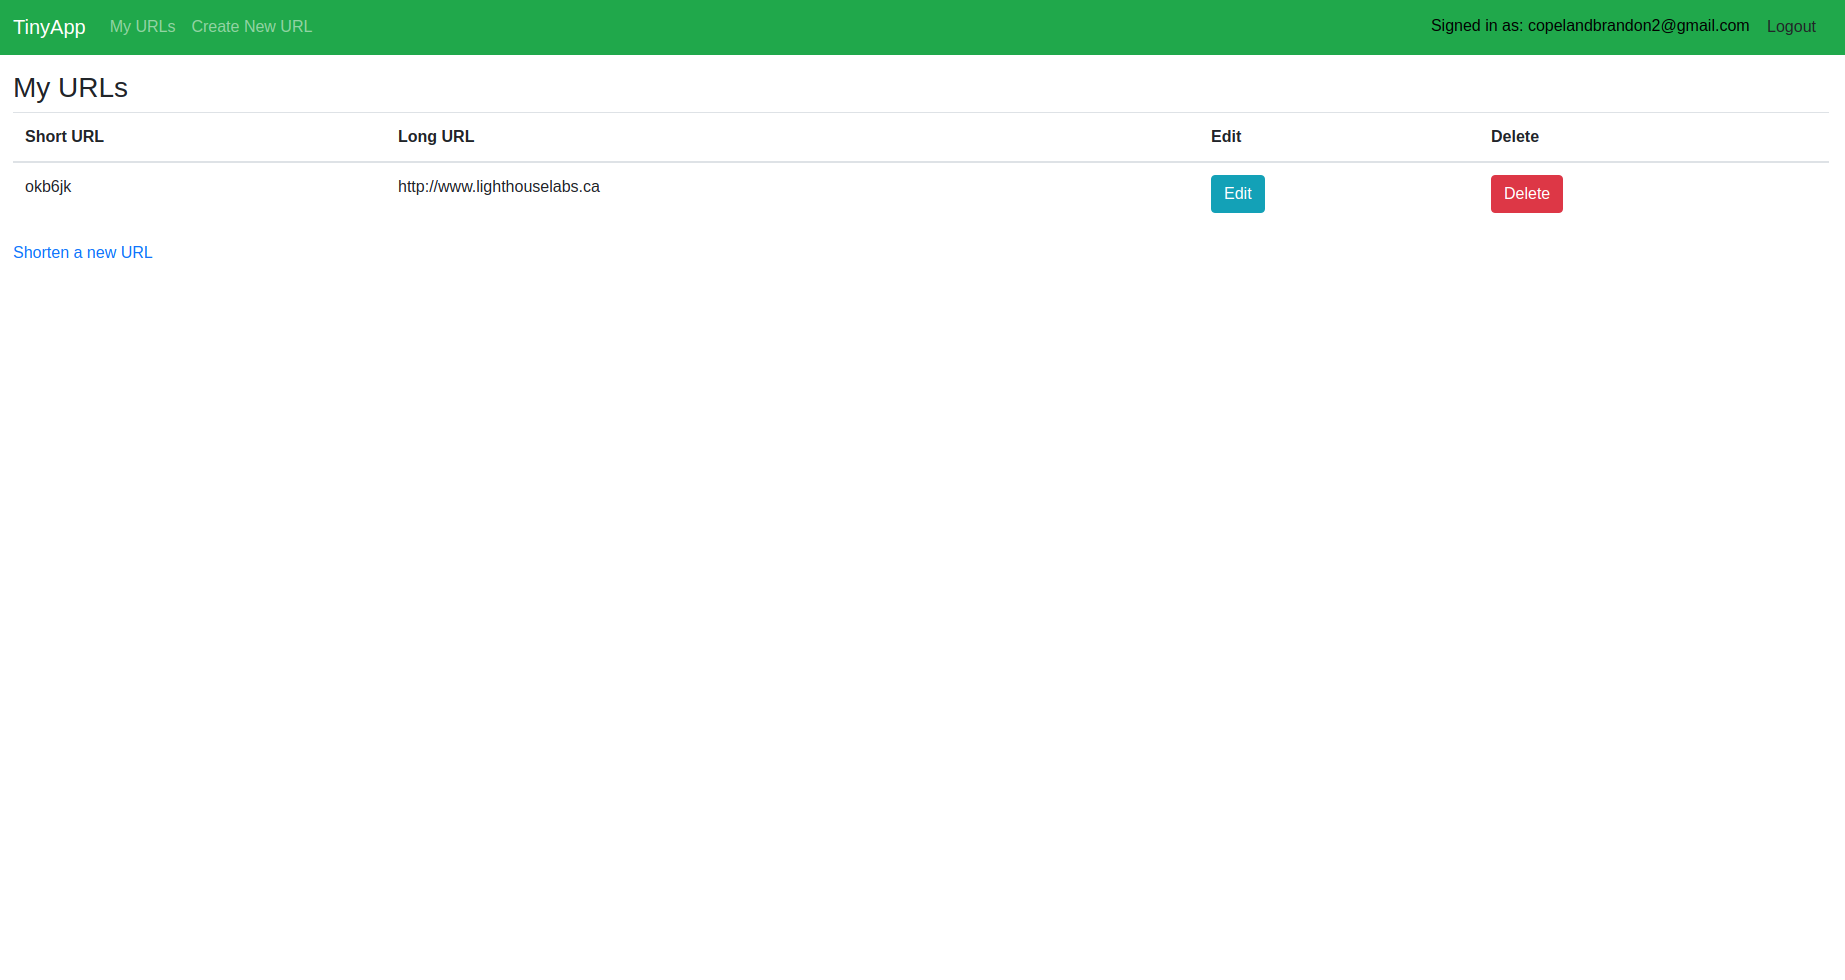 TinyApp My URLs Create New URL Signed in as: copelandbrandon2@gmail.com Logout
My URLs
Short URL Long URL Edit Delete
okb6jk http://www.lighthouselabs.ca Edit Delete
Shorten a new URL